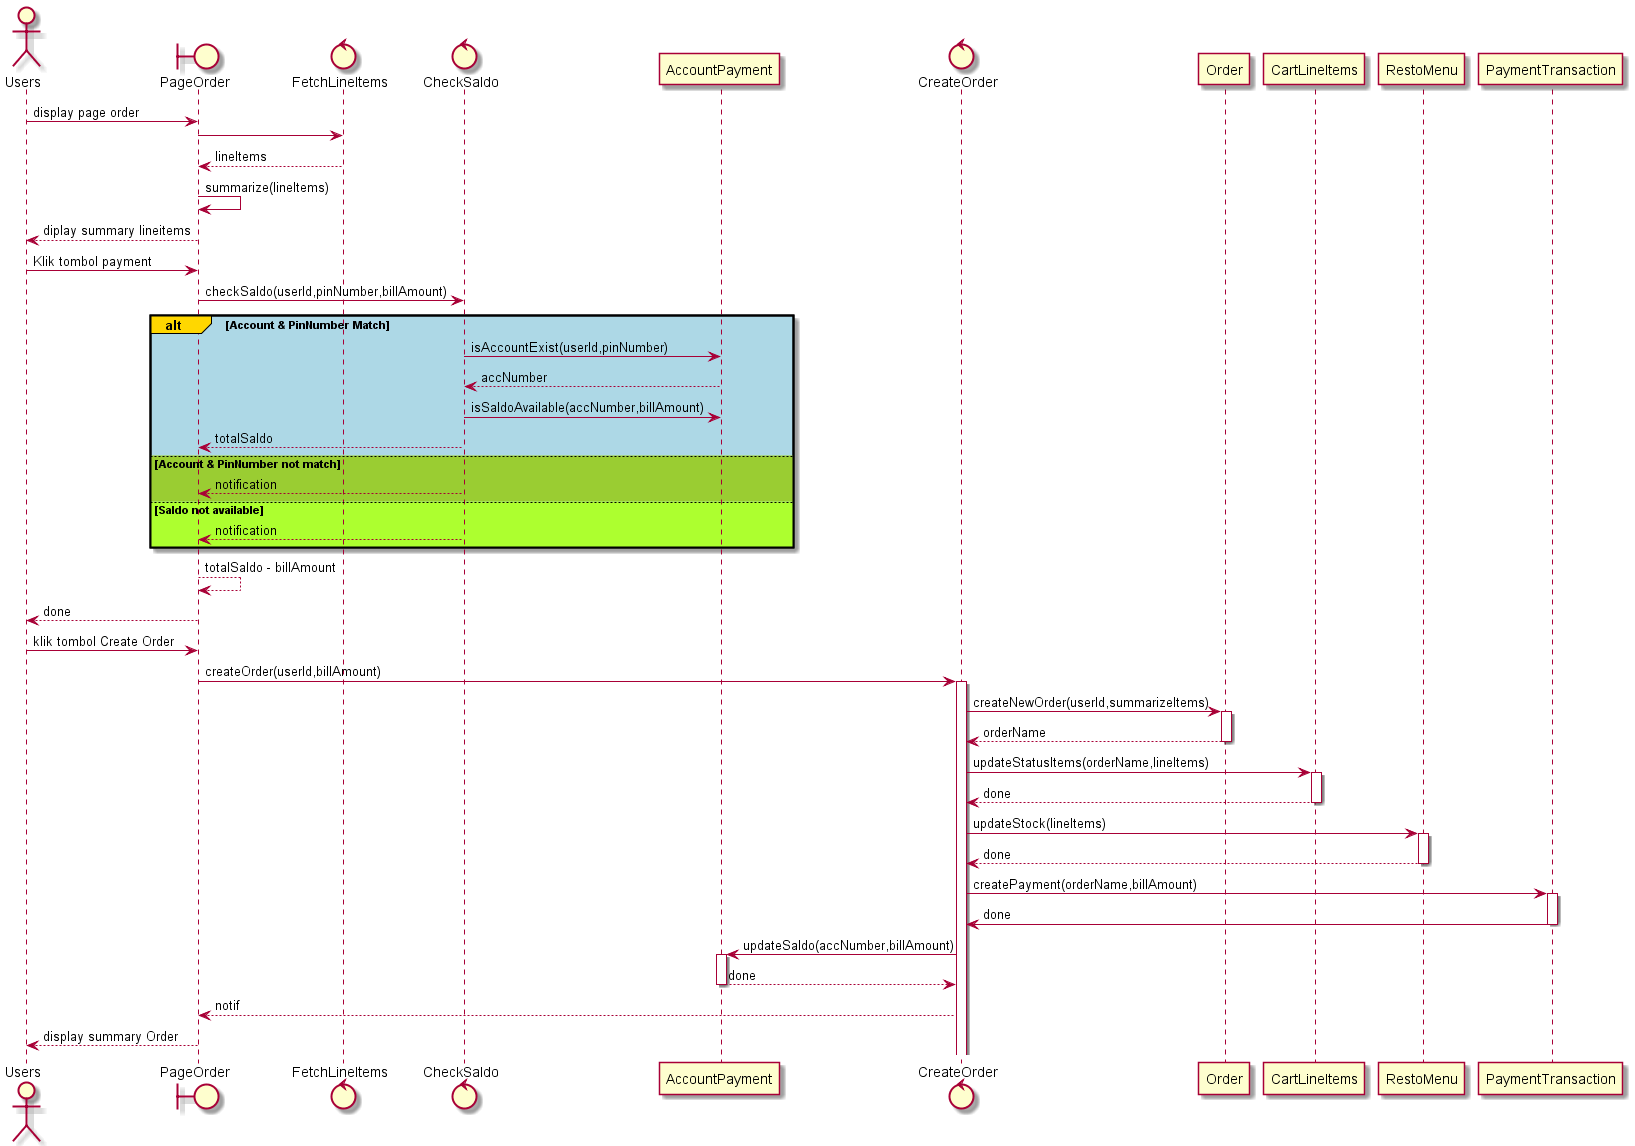 Users
PageOrder
FetchLineItems
CheckSaldo
AccountPayment
CreateOrder
Order
CartLineItems
RestoMenu
PaymentTransaction
display page order
lineItems
summarize(lineItems)
diplay summary lineitems
Klik tombol payment
checkSaldo(userId,pinNumber,billAmount)
alt
[Account & PinNumber Match]
isAccountExist(userId,pinNumber)
accNumber
isSaldoAvailable(accNumber,billAmount)
totalSaldo
[Account & PinNumber not match]
notification
[Saldo not available]
notification
totalSaldo - billAmount
done
klik tombol Create Order
createOrder(userId,billAmount)
createNewOrder(userId,summarizeItems)
orderName
updateStatusItems(orderName,lineItems)
done
updateStock(lineItems)
done
createPayment(orderName,billAmount)
done
updateSaldo(accNumber,billAmount)
done
notif
display summary Order
Users
PageOrder
FetchLineItems
CheckSaldo
AccountPayment
CreateOrder
Order
CartLineItems
RestoMenu
PaymentTransaction